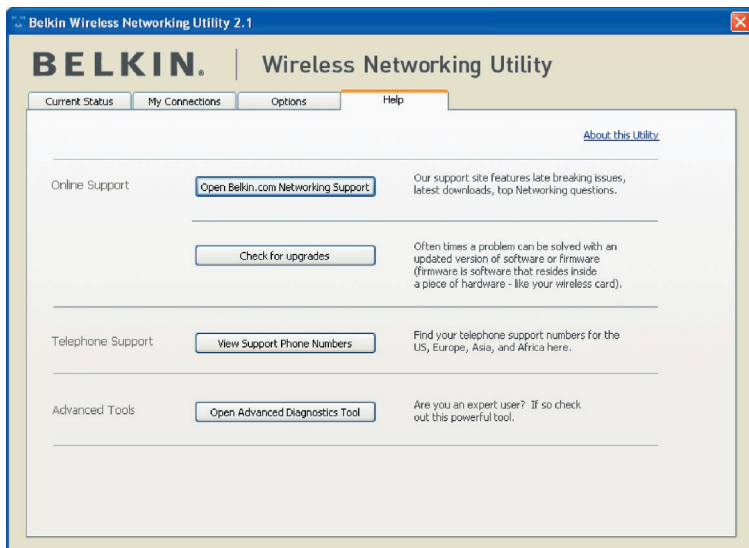 Belkin Wireless Networking Utility 2.1
BELKIN. | Wireless Networking Utility
Current Status
My Connections
Options
Help
About this Utility
Online Support
Open Belkin.com Networking Support
Our support site features late breaking issues,
latest downloads, top Networking questions.
Check for upgrades
Often times a problem can be solved with an
updated version of software or firmware
(firmware is software that resides inside
a piece of hardware - like your wireless card).
Telephone Support
View Support Phone Numbers
Find your telephone support numbers for the
US, Europe, Asia, and Africa here.
Advanced Tools
Open Advanced Diagnostics Tool
Are you an expert user? If so check
out this powerful tool.